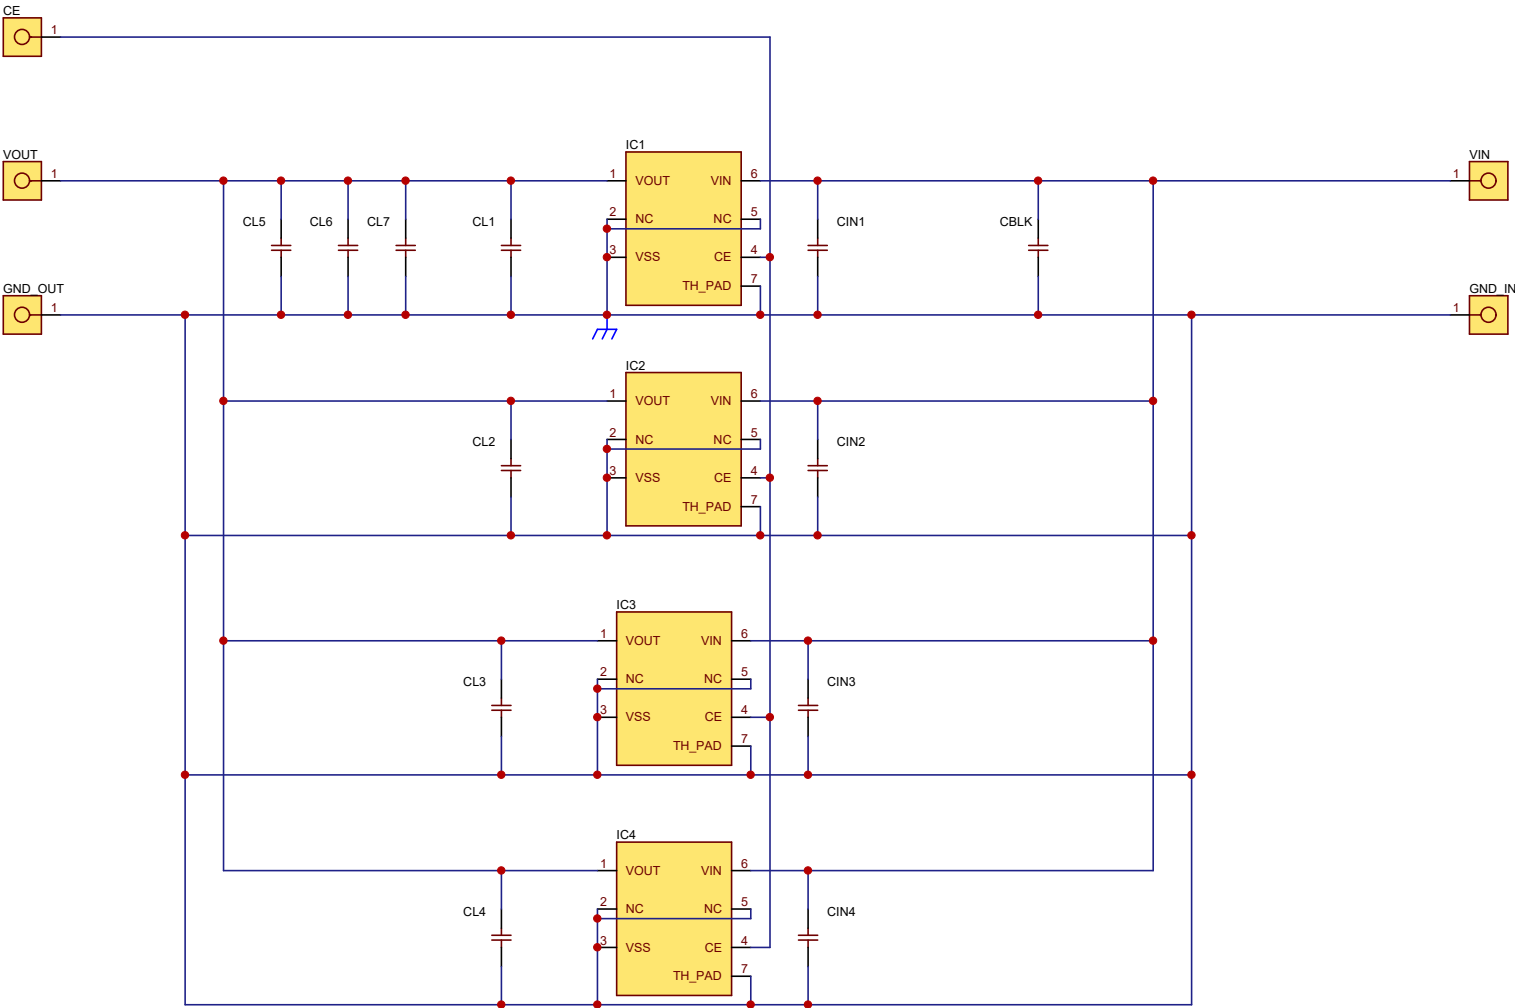 CE
1
IC1
VOUT
1
1
VOUT
VIN
6
VIN
1
CL5
CL6
CL7
CL1
2
NC
NC
5
CIN1
CBLK
3
VSS
CE
4
TH_PAD
7
GND_OUT
1
GND_IN
1
IC2
1
VOUT
VIN
6
CL2
2
NC
NC
5
CIN2
3
VSS
CE
4
TH_PAD
7
IC3
1
VOUT
VIN
6
CL3
2
NC
NC
5
CIN3
3
VSS
CE
4
TH_PAD
7
IC4
1
VOUT
VIN
6
CL4
2
NC
NC
5
CIN4
3
VSS
CE
4
TH_PAD
7